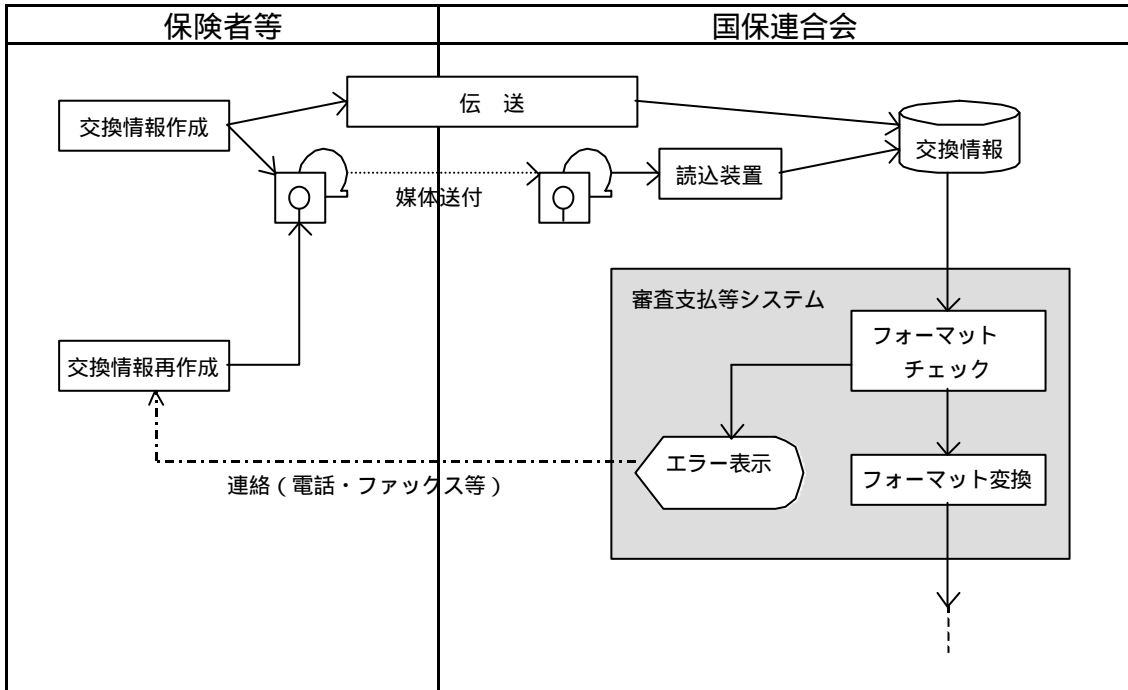 保険者等
国保連合会
伝　送
交換情報作成
交換情報
読込装置
媒体送付
審査支払等システム
フォーマット
チェック
交換情報再作成
エラー表示
フォーマット変換
連絡（電話・ファックス等）